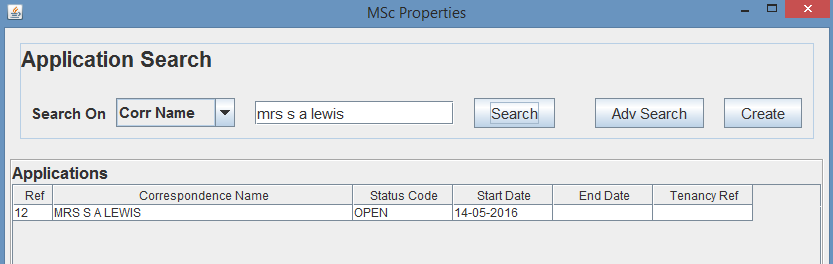 MSc Properties
Application Search
Search On Corr Name mrs s a lewis Search Adv Search Create
Applications
Ref Correspondence Name Status Code Start Date End Date Tenancy Ref
12 MRS S A LEWIS OPEN 14-05-2016